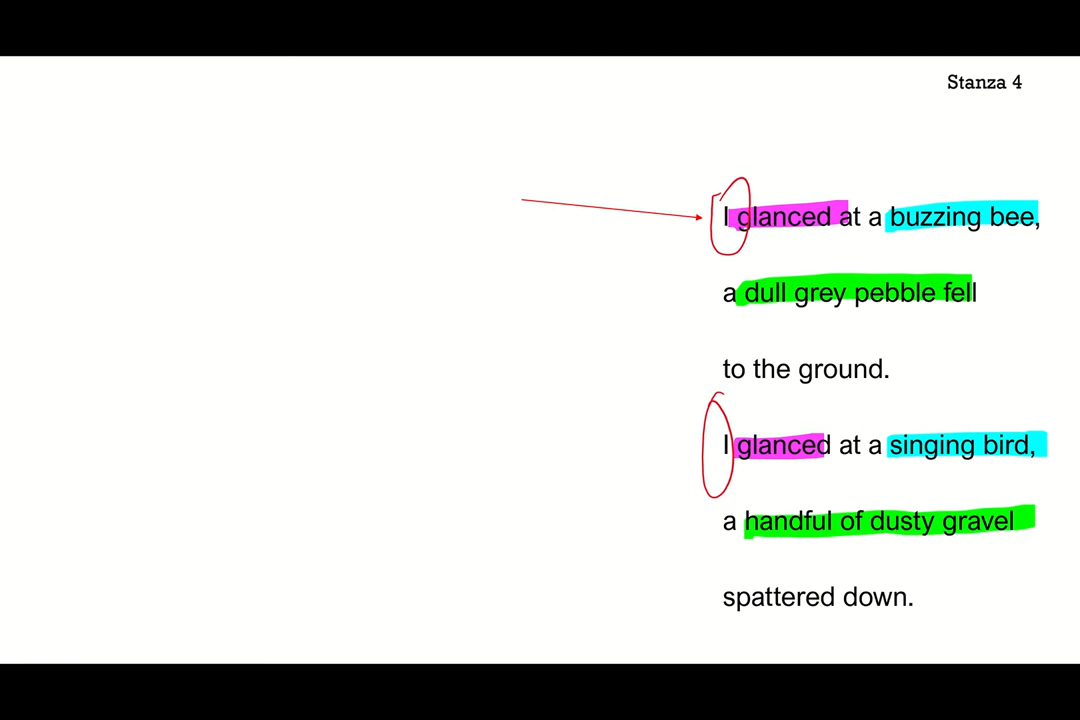 Stanza 4
I glanced at a buzzing bee,
a dull grey pebble fell
to the ground.
I glanced at a singing bird,
a handful of dusty gravel
spattered down.